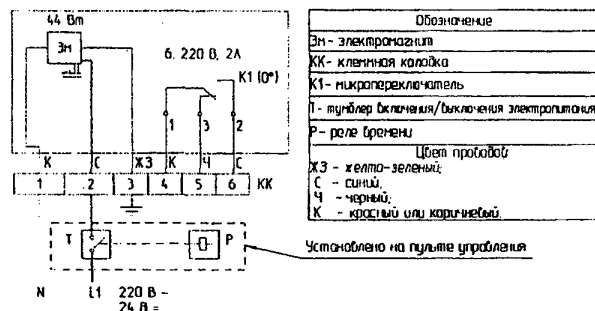 44 Вт
Эм
6. 220 В, 2А
К1 (0°)
1 3 2
К С ЖЗ К Ч С
1 2 3 4 5 6 КК
Т Р
Установлено на пульте управления
N L1 220 В ~
24 В =
Обозначение
Эм- электромагнит
КК- клеммная колодка
К1- микропереключатель
Т- тумблер включения/выключения электропитания
Р- реле времени
Цвет проводов
ЖЗ - желто-зеленый;
С - синий;
Ч - черный;
К - красный или коричневый.